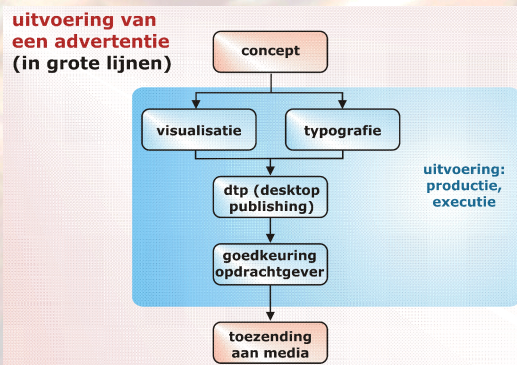 uitvoering van
een advertentie
(in grote lijnen)
concept
visualisatie
typografie
dtp (desktop
publishing)
uitvoering:
productie,
executie
goedkeuring
opdrachtgever
toezending
aan media